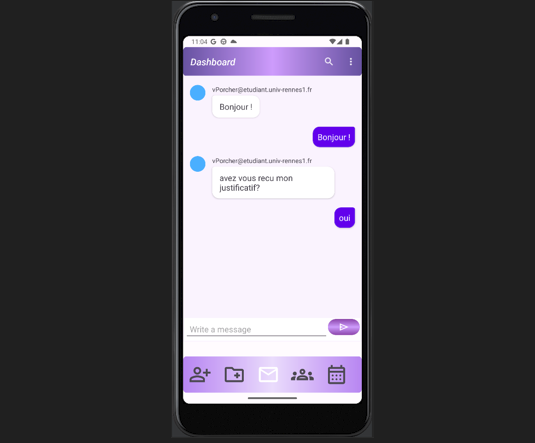 11:04
Dashboard
vPorcher@etudiant.univ-rennes1.fr
Bonjour !
Bonjour !
vPorcher@etudiant.univ-rennes1.fr
avez vous recu mon
justificatif?
oui
Write a message